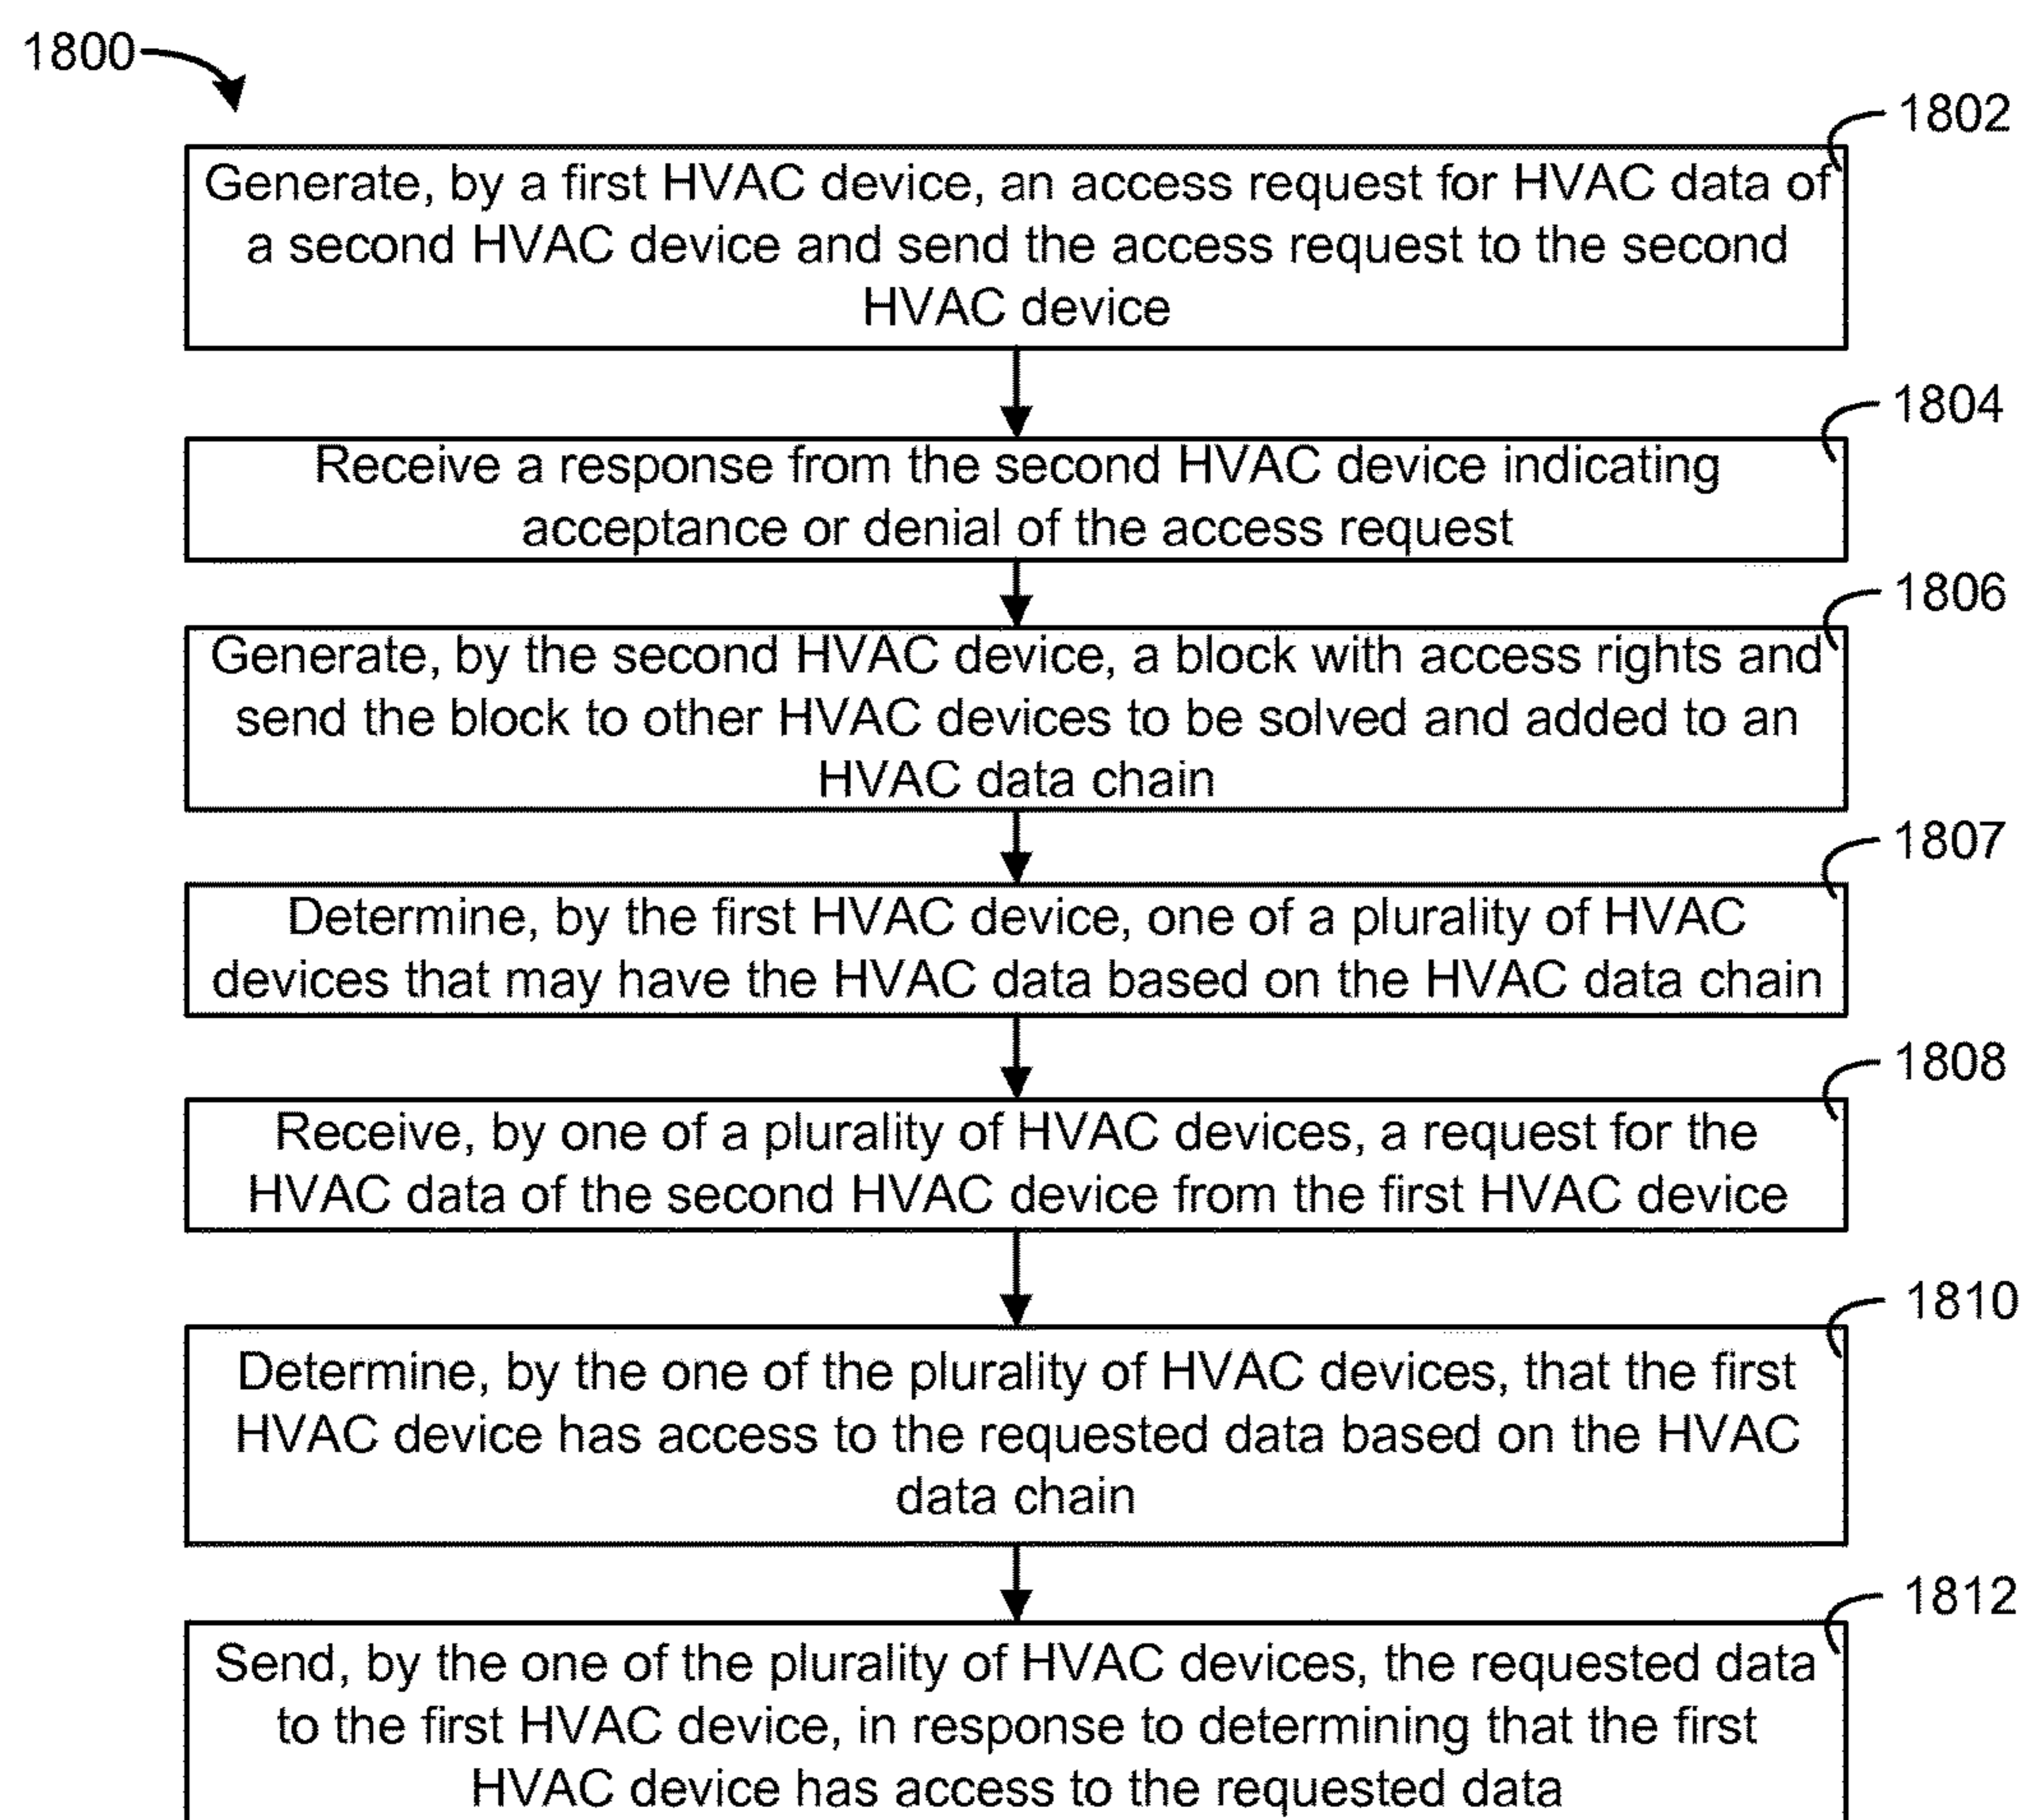 1800
1802
Generate, by a first HVAC device, an access request for HVAC data of
a second HVAC device and send the access request to the second
HVAC device
1804
Receive a response from the second HVAC device indicating
acceptance or denial of the access request
1806
Generate, by the second HVAC device, a block with access rights and
send the block to other HVAC devices to be solved and added to an
HVAC data chain
1807
Determine, by the first HVAC device, one of a plurality of HVAC
devices that may have the HVAC data based on the HVAC data chain
1808
Receive, by one of a plurality of HVAC devices, a request for the
HVAC data of the second HVAC device from the first HVAC device
1810
Determine, by the one of the plurality of HVAC devices, that the first
HVAC device has access to the requested data based on the HVAC
data chain
1812
Send, by the one of the plurality of HVAC devices, the requested data
to the first HVAC device, in response to determining that the first
HVAC device has access to the requested data